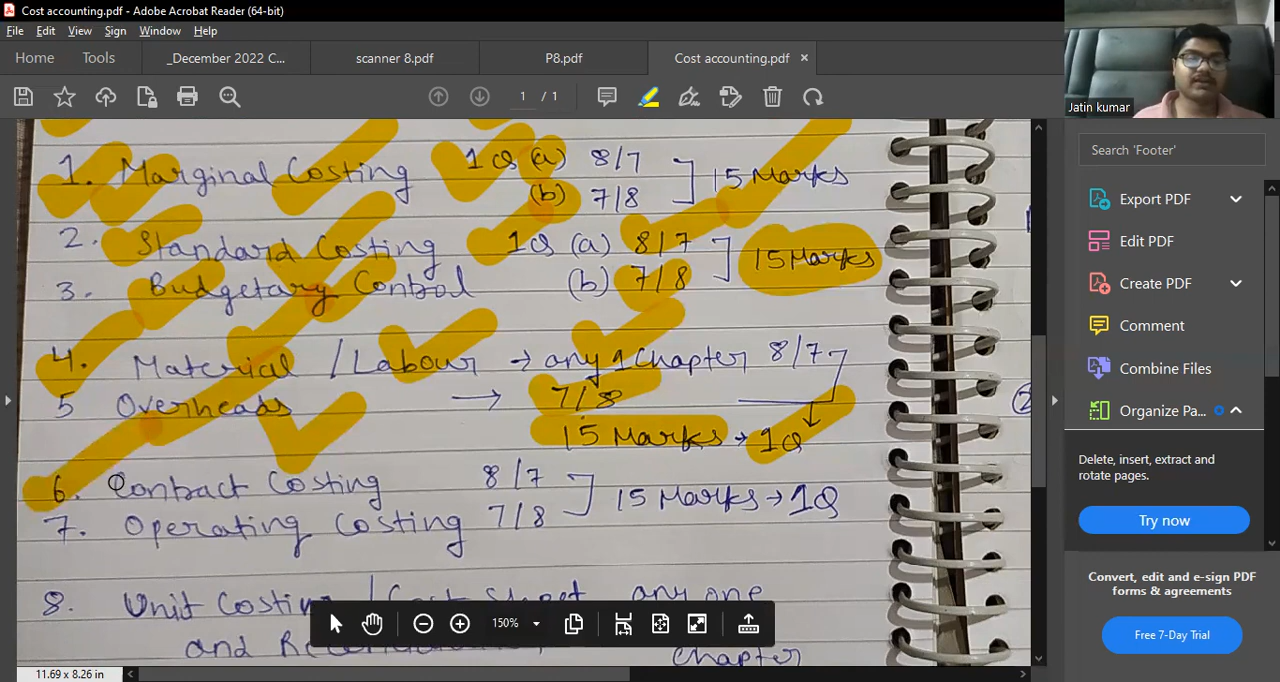 Cost accounting.pdf - Adobe Acrobat Reader (64-bit)
File Edit View Sign Window Help
Home Tools _December 2022 C... scanner 8.pdf P8.pdf Cost accounting.pdf ×
1 / 1
Jatin kumar
1. Marginal Costing 1Q (a) 8/7
(b) 7/8 15 Marks
2. Standard Costing 1Q (a) 8/7
3. Budgetary Control (b) 7/8 15 Marks
4. Material / Labour → any 1 Chapter 8/7
5 Overheads → 7/8
15 Marks → 1Q
6. Contract Costing 8/7
7. Operating Costing 7/8 15 Marks → 1Q
8. Unit Costing / Cost Sheet any one
and chapter
150%
11.69 x 8.26 in
Search 'Footer'
Export PDF
Edit PDF
Create PDF
Comment
Combine Files
Organize Pa...
Delete, insert, extract and
rotate pages.
Try now
Convert, edit and e-sign PDF
forms & agreements
Free 7-Day Trial